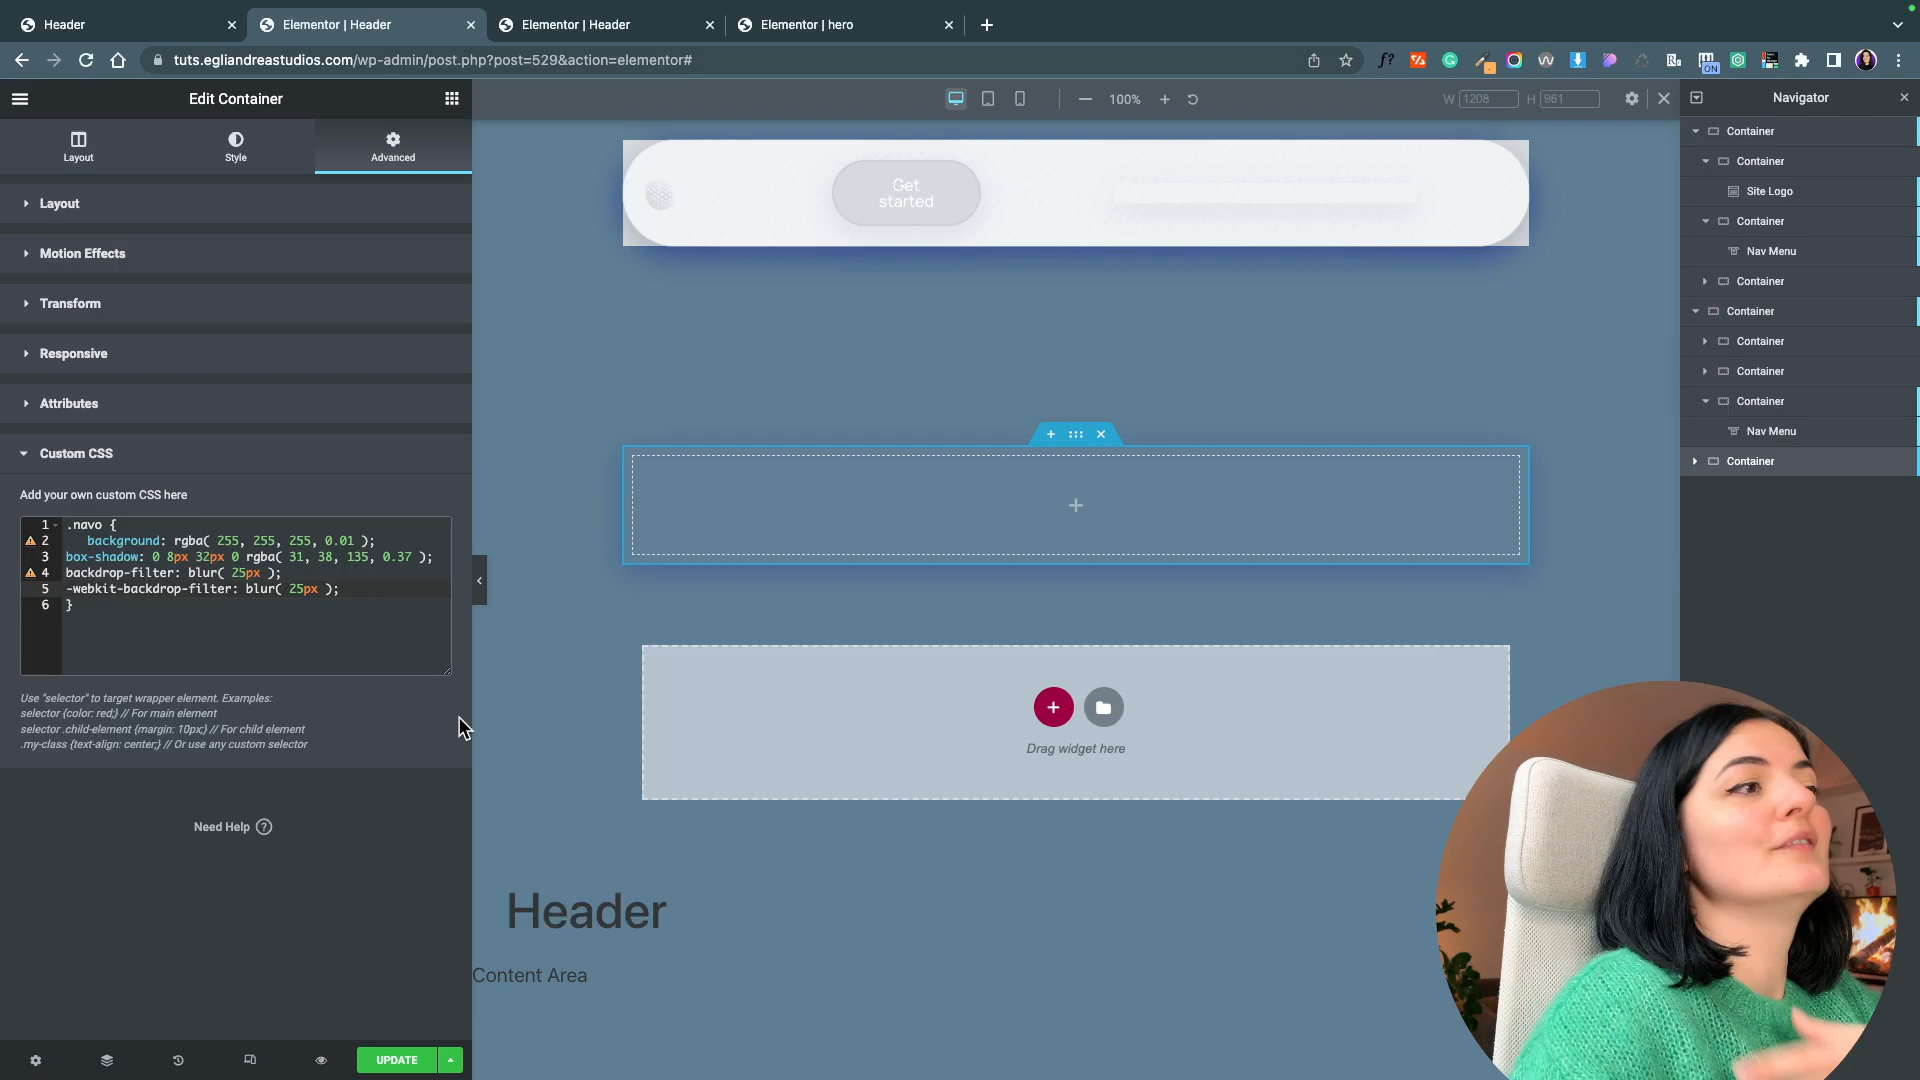 Header
Elementor | Header
Elementor | Header
Elementor | hero
tuts.egliandreastudios.com/wp-admin/post.php?post=529&action=elementor#
f?
ON
Edit Container
100%
W 1208
H 961
Navigator
Layout
Style
Advanced
Layout
Motion Effects
Transform
Responsive
Attributes
Custom CSS
Add your own custom CSS here
1 .navo {
2 background: rgba( 255, 255, 255, 0.01 );
3 box-shadow: 0 8px 32px 0 rgba( 31, 38, 135, 0.37 );
4 backdrop-filter: blur( 25px );
5 -webkit-backdrop-filter: blur( 25px );
6 }
Use "selector" to target wrapper element. Examples:
selector {color: red;} // For main element
selector .child-element {margin: 10px;} // For child element
.my-class {text-align: center;} // Or use any custom selector
Need Help
UPDATE
Get
started
Drag widget here
Header
Content Area
Container
Container
Site Logo
Container
Nav Menu
Container
Container
Container
Container
Container
Nav Menu
Container